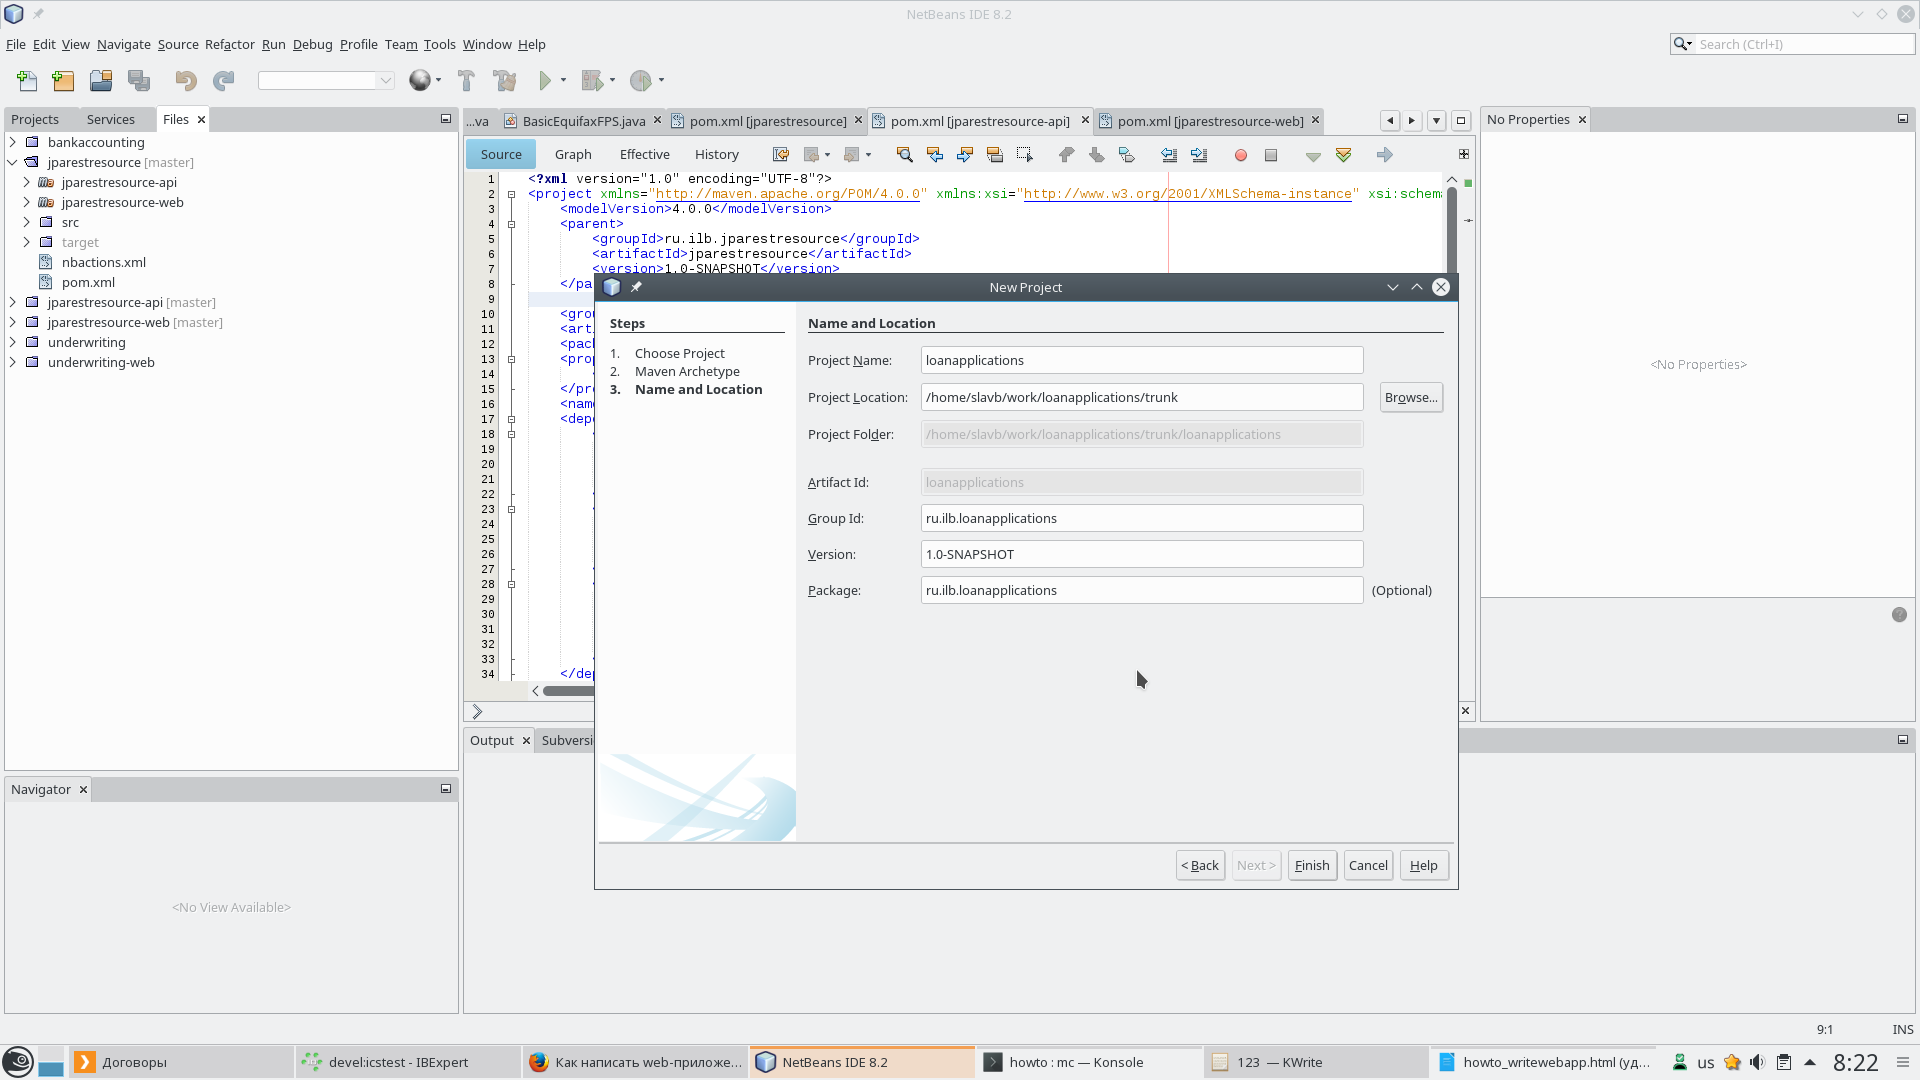 NetBeans IDE 8.2
File Edit View Navigate Source Refactor Run Debug Profile Team Tools Window Help
Search (Ctrl+I)
Projects Services Files
bankaccounting
jparestresource [master]
jparestresource-api
jparestresource-web
src
target
nbactions.xml
pom.xml
jparestresource-api [master]
jparestresource-web [master]
underwriting
underwriting-web
...va BasicEquifaxFPS.java pom.xml [jparestresource] pom.xml [jparestresource-api] pom.xml [jparestresource-web]
Source Graph Effective History
1 <?xml version="1.0" encoding="UTF-8"?>
2 <project xmlns="http://maven.apache.org/POM/4.0.0" xmlns:xsi="http://www.w3.org/2001/XMLSchema-instance" xsi:schema
3 <modelVersion>4.0.0</modelVersion>
4 <parent>
5 <groupId>ru.ilb.jparestresource</groupId>
6 <artifactId>jparestresource</artifactId>
7 <version>1.0-SNAPSHOT</version>
8 </pa
9
10 <grou
11 <art
12 <pac
13 <prop
14
15 </pro
16 <name
17 <depe
18
19
20
21
22
23
24
25
26
27
28
29
30
31
32
33
34 </dep
No Properties
<No Properties>
New Project
Steps
1. Choose Project
2. Maven Archetype
3. Name and Location
Name and Location
Project Name: loanapplications
Project Location: /home/slavb/work/loanapplications/trunk Browse...
Project Folder: /home/slavb/work/loanapplications/trunk/loanapplications
Artifact Id: loanapplications
Group Id: ru.ilb.loanapplications
Version: 1.0-SNAPSHOT
Package: ru.ilb.loanapplications (Optional)
< Back Next > Finish Cancel Help
Output Subversi
Navigator
<No View Available>
9:1 INS
Договоры
devel:icstest - IBExpert
Как написать web-приложе...
NetBeans IDE 8.2
howto : mc — Konsole
123 — KWrite
howto_writewebapp.html (уд...
us
8:22